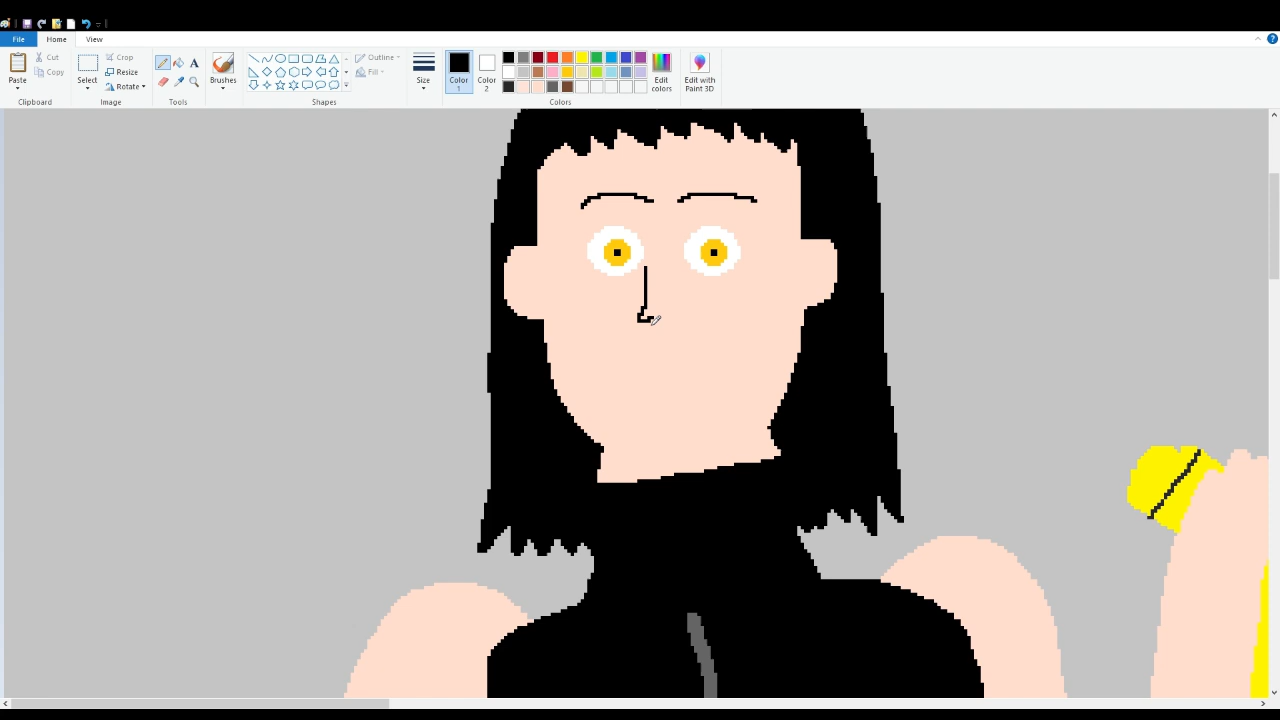 File Home View
Paste
Cut
Copy
Clipboard
Select
Crop
Resize
Rotate
Image
A
Tools
Brushes
Outline
Fill
Shapes
Size
Color
1
Color
2
Edit
colors
Colors
Edit with
Paint 3D